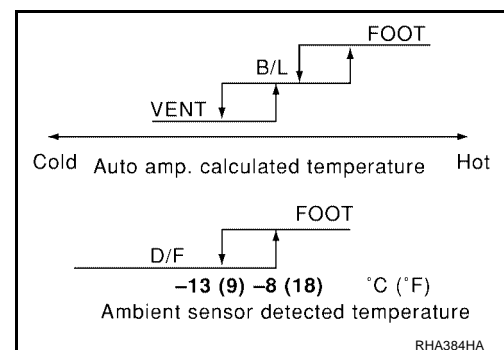 FOOT
B/L
VENT
Cold Auto amp. calculated temperature Hot
FOOT
D/F
–13 (9) –8 (18) °C (°F)
Ambient sensor detected temperature
RHA384HA